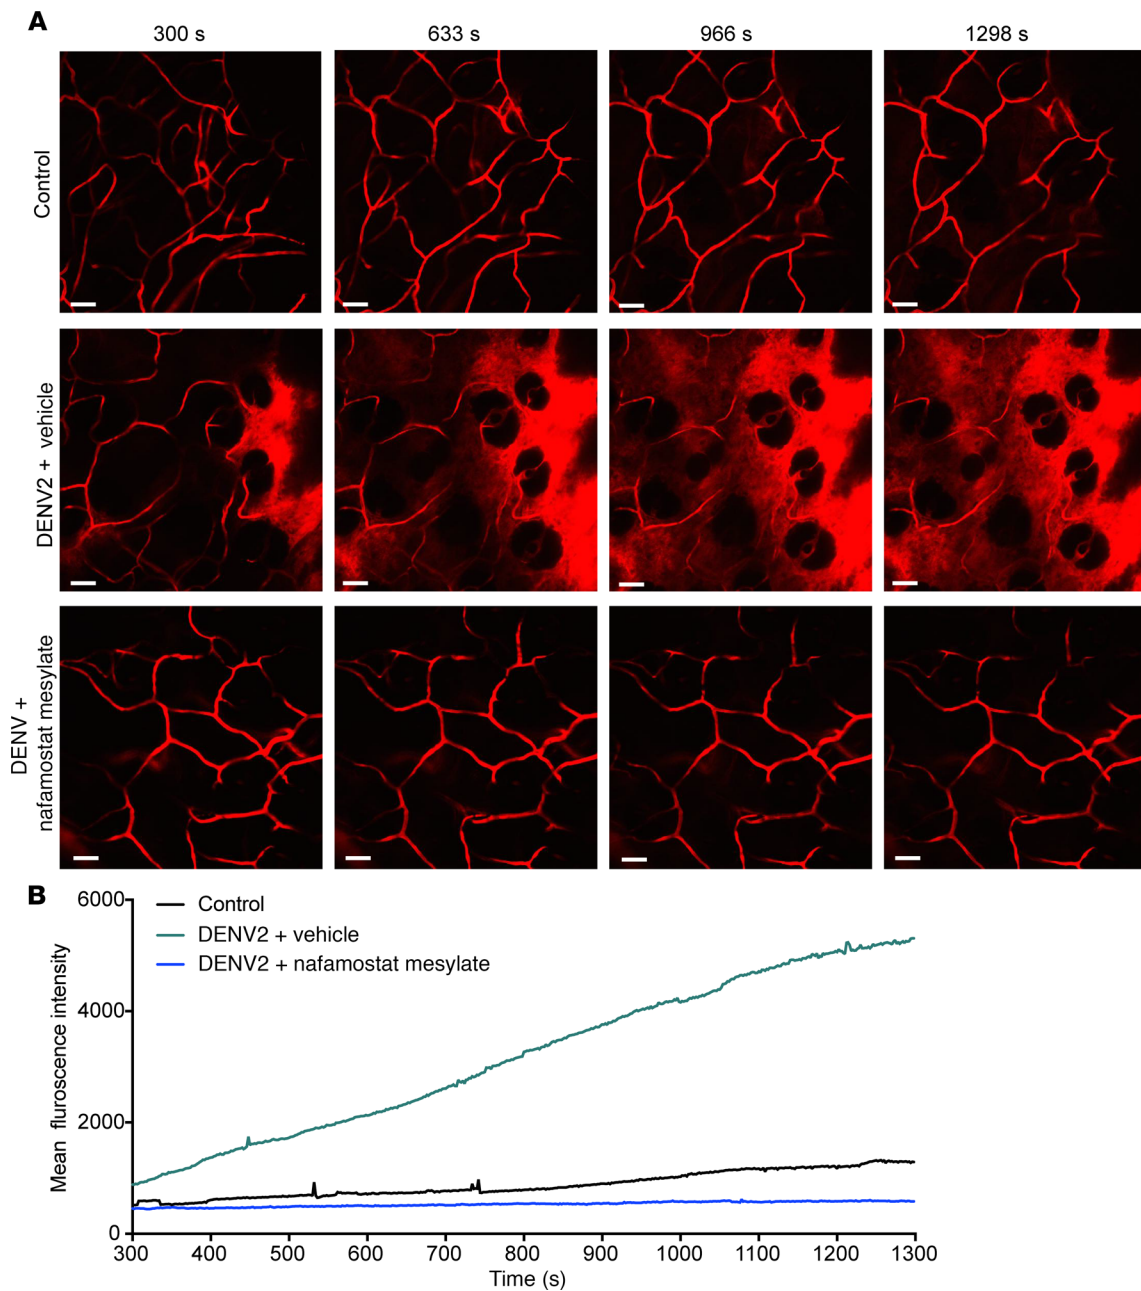 A
300 s
633 s
966 s
1298 s
Control
DENV2 + vehicle
DENV +
nafamostat mesylate
B
Mean fluroscence intensity
6000
4000
2000
0
Control
DENV2 + vehicle
DENV2 + nafamostat mesylate
300
400
500
600
700
800
900
1000
1100
1200
1300
Time (s)